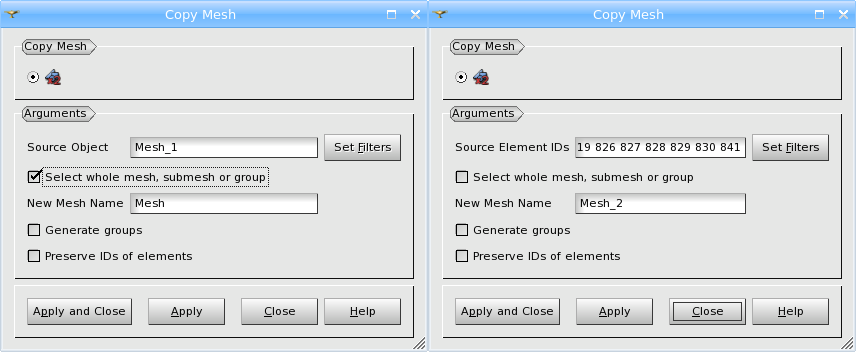 Copy Mesh
Copy Mesh
Arguments
Source Object Mesh_1 Set Filters
Select whole mesh, submesh or group
New Mesh Name Mesh
Generate groups
Preserve IDs of elements
Apply and Close Apply Close Help
Copy Mesh
Copy Mesh
Arguments
Source Element IDs 19 826 827 828 829 830 841 Set Filters
Select whole mesh, submesh or group
New Mesh Name Mesh_2
Generate groups
Preserve IDs of elements
Apply and Close Apply Close Help